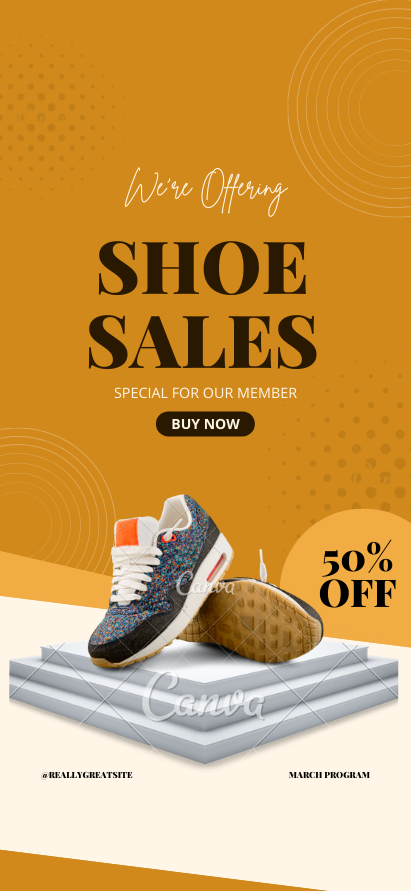 We're Offering
SHOE
SALES
SPECIAL FOR OUR MEMBER
BUY NOW
50%
OFF
Canva
Canva
@REALLYGREATSITE
MARCH PROGRAM